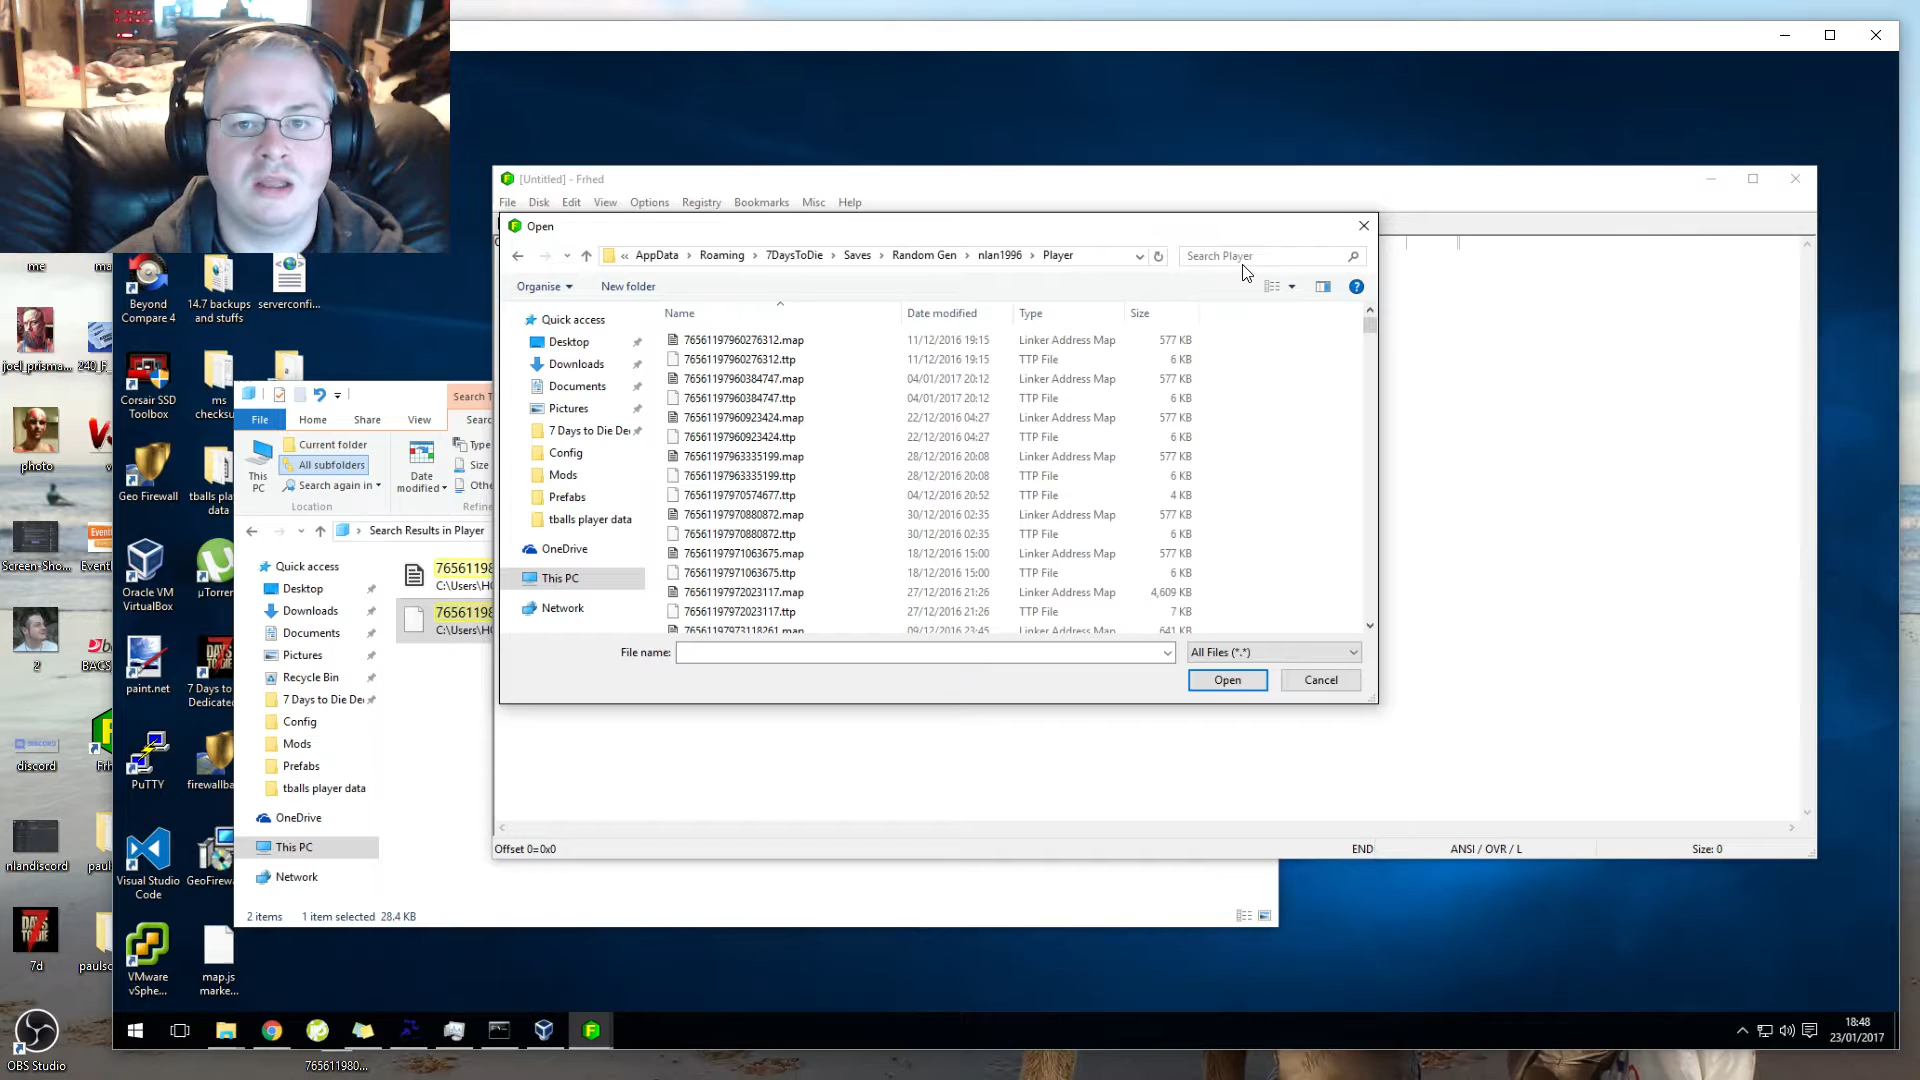 [Untitled] - Frhed
File Disk Edit View Options Registry Bookmarks Misc Help
Open
« AppData › Roaming › 7DaysToDie › Saves › Random Gen › nlan1996 › Player
Search Player
Organise
New folder
Name Date modified Type Size
76561197960276312.map 11/12/2016 19:15 Linker Address Map 577 KB
76561197960276312.ttp 11/12/2016 19:15 TTP File 6 KB
76561197960384747.map 04/01/2017 20:12 Linker Address Map 577 KB
76561197960384747.ttp 04/01/2017 20:12 TTP File 6 KB
76561197960923424.map 22/12/2016 04:27 Linker Address Map 577 KB
76561197960923424.ttp 22/12/2016 04:27 TTP File 6 KB
76561197963335199.map 28/12/2016 20:08 Linker Address Map 577 KB
76561197963335199.ttp 28/12/2016 20:08 TTP File 6 KB
76561197970574677.ttp 04/12/2016 20:52 TTP File 4 KB
76561197970880872.map 30/12/2016 02:35 Linker Address Map 577 KB
76561197970880872.ttp 30/12/2016 02:35 TTP File 6 KB
76561197971063675.map 18/12/2016 15:00 Linker Address Map 577 KB
76561197971063675.ttp 18/12/2016 15:00 TTP File 6 KB
76561197972023117.map 27/12/2016 21:26 Linker Address Map 4,609 KB
76561197972023117.ttp 27/12/2016 21:26 TTP File 7 KB
76561197973118261.map 09/12/2016 23:45 Linker Address Map 641 KB
Quick access
Desktop
Downloads
Documents
Pictures
7 Days to Die De
Config
Mods
Prefabs
tballs player data
OneDrive
This PC
Network
File name:
All Files (*.*)
Open
Cancel
Offset 0=0x0
END
ANSI / OVR / L
Size: 0
Search T
File Home Share View Sear
This PC
Current folder
All subfolders
Search again in
Location
Date modified
Type
Size
Othe
Refine
Search Results in Player
76561198
C:\Users\HC
76561198
C:\Users\HC
Quick access
Desktop
Downloads
Documents
Pictures
Recycle Bin
7 Days to Die De
Config
Mods
Prefabs
tballs player data
OneDrive
This PC
Network
2 items 1 item selected 28.4 KB
me
ma
joel_prisma...
240_F_
photo
v
Screen-Sho...
Eventl
2
BACS
discord
Frh
nlandiscord
paul
7d
paulsc
OBS Studio
765611980...
Beyond Compare 4
14.7 backups and stuffs
serverconfi...
Corsair SSD Toolbox
ms checksu
a
Geo Firewall
tballs pla data
Oracle VM VirtualBox
µTorren
paint.net
7 Days to Dedicated
PuTTY
firewallba
Visual Studio Code
GeoFirew
VMware vSphe...
map.js marke...
DAYS TO DIE
18:48
23/01/2017